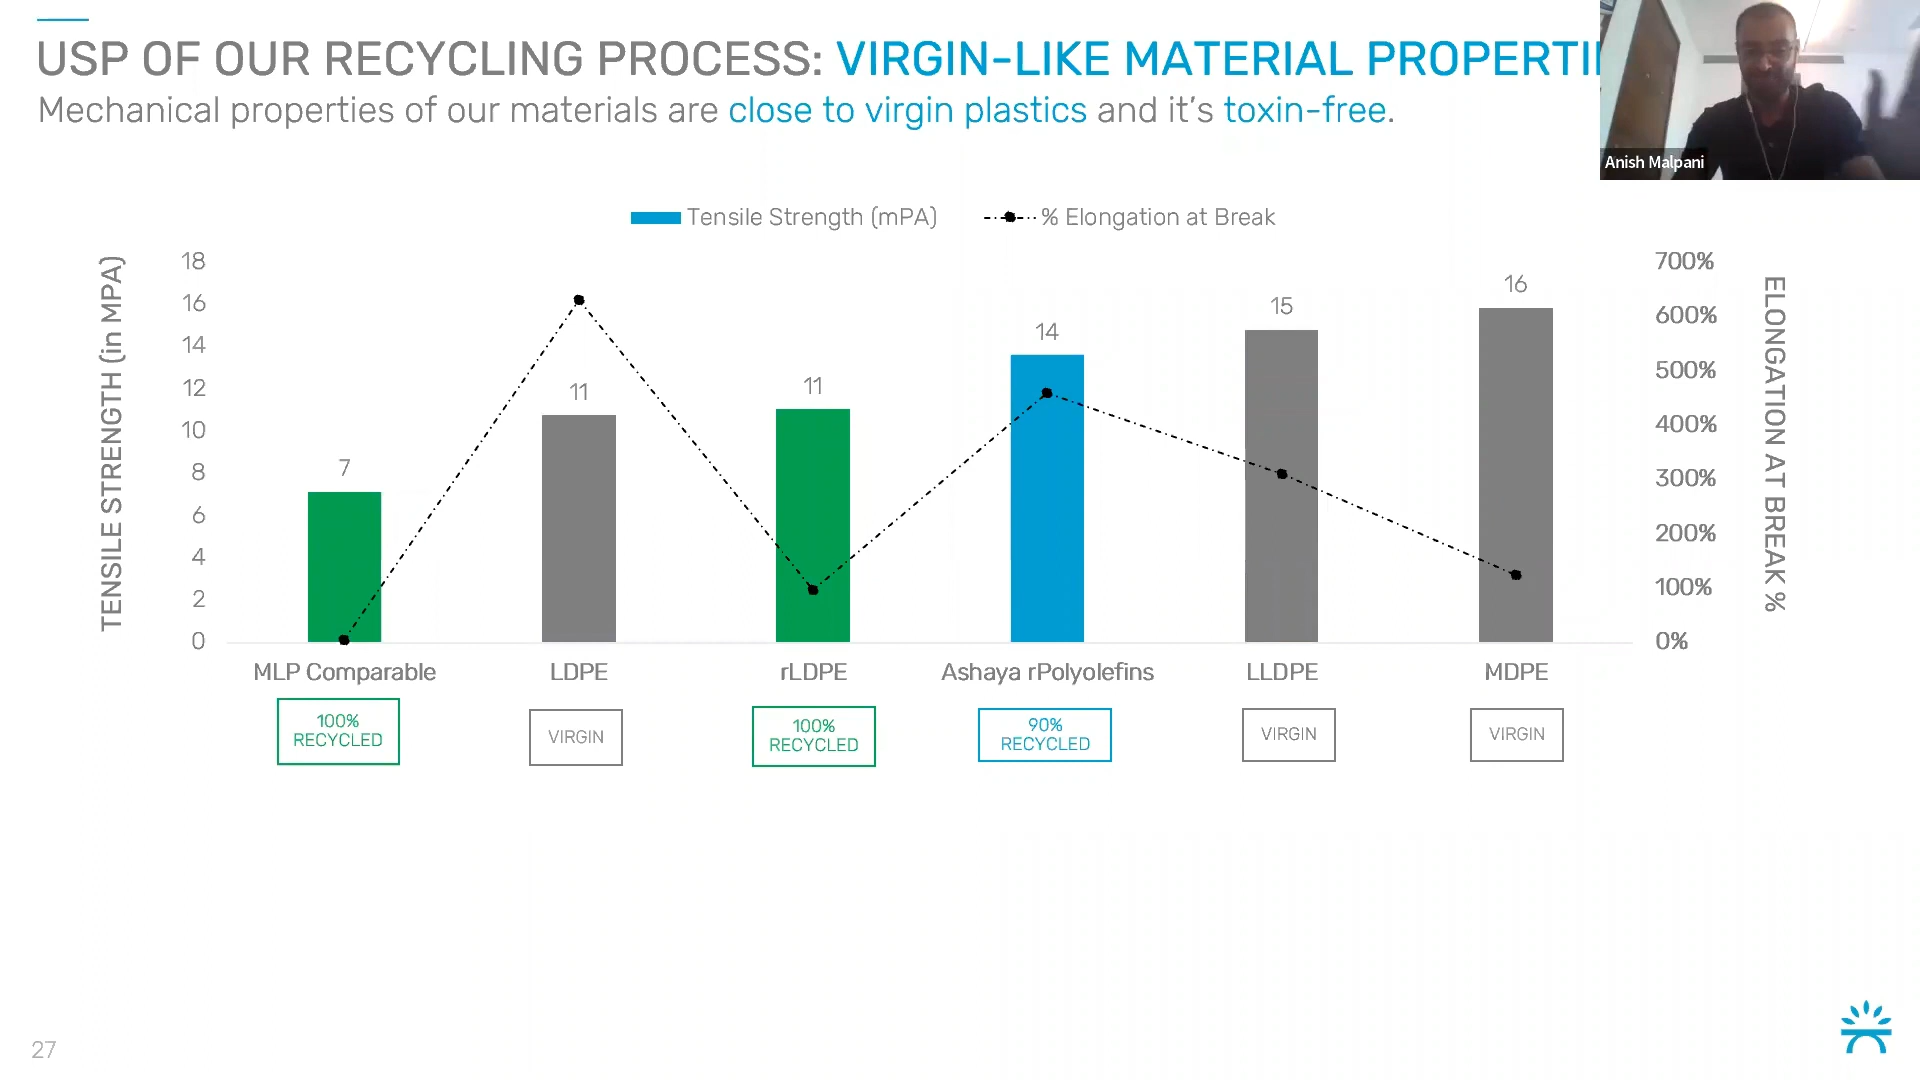 USP OF OUR RECYCLING PROCESS: VIRGIN-LIKE MATERIAL PROPERTI
Mechanical properties of our materials are close to virgin plastics and it's toxin-free.
Anish Malpani
Tensile Strength (mPA)
% Elongation at Break
TENSILE STRENGTH (in MPA)
18
16
14
12
10
8
6
4
2
0
7
11
11
14
15
16
700%
600%
500%
400%
300%
200%
100%
0%
ELONGATION AT BREAK %
MLP Comparable
LDPE
rLDPE
Ashaya rPolyolefins
LLDPE
MDPE
100%
RECYCLED
VIRGIN
100%
RECYCLED
90%
RECYCLED
VIRGIN
VIRGIN
27